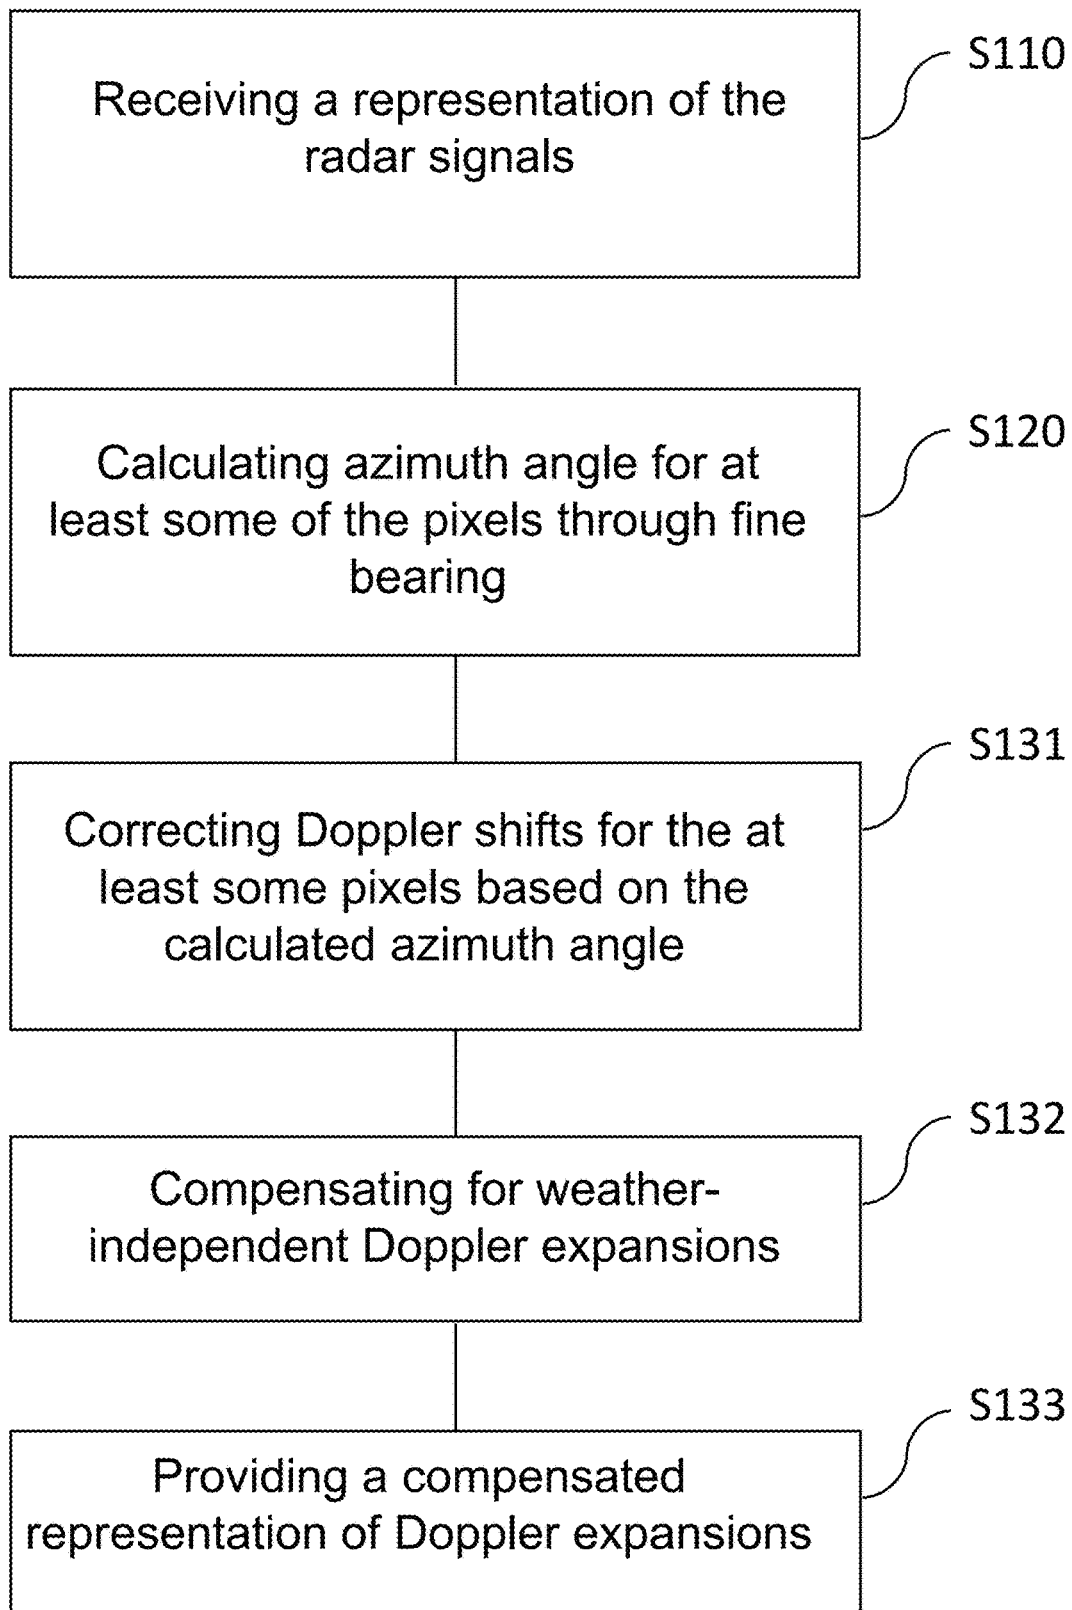 S110
Receiving a representation of the
radar signals
S120
Calculating azimuth angle for at
least some of the pixels through fine
bearing
S131
Correcting Doppler shifts for the at
least some pixels based on the
calculated azimuth angle
S132
Compensating for weather-
independent Doppler expansions
S133
Providing a compensated
representation of Doppler expansions